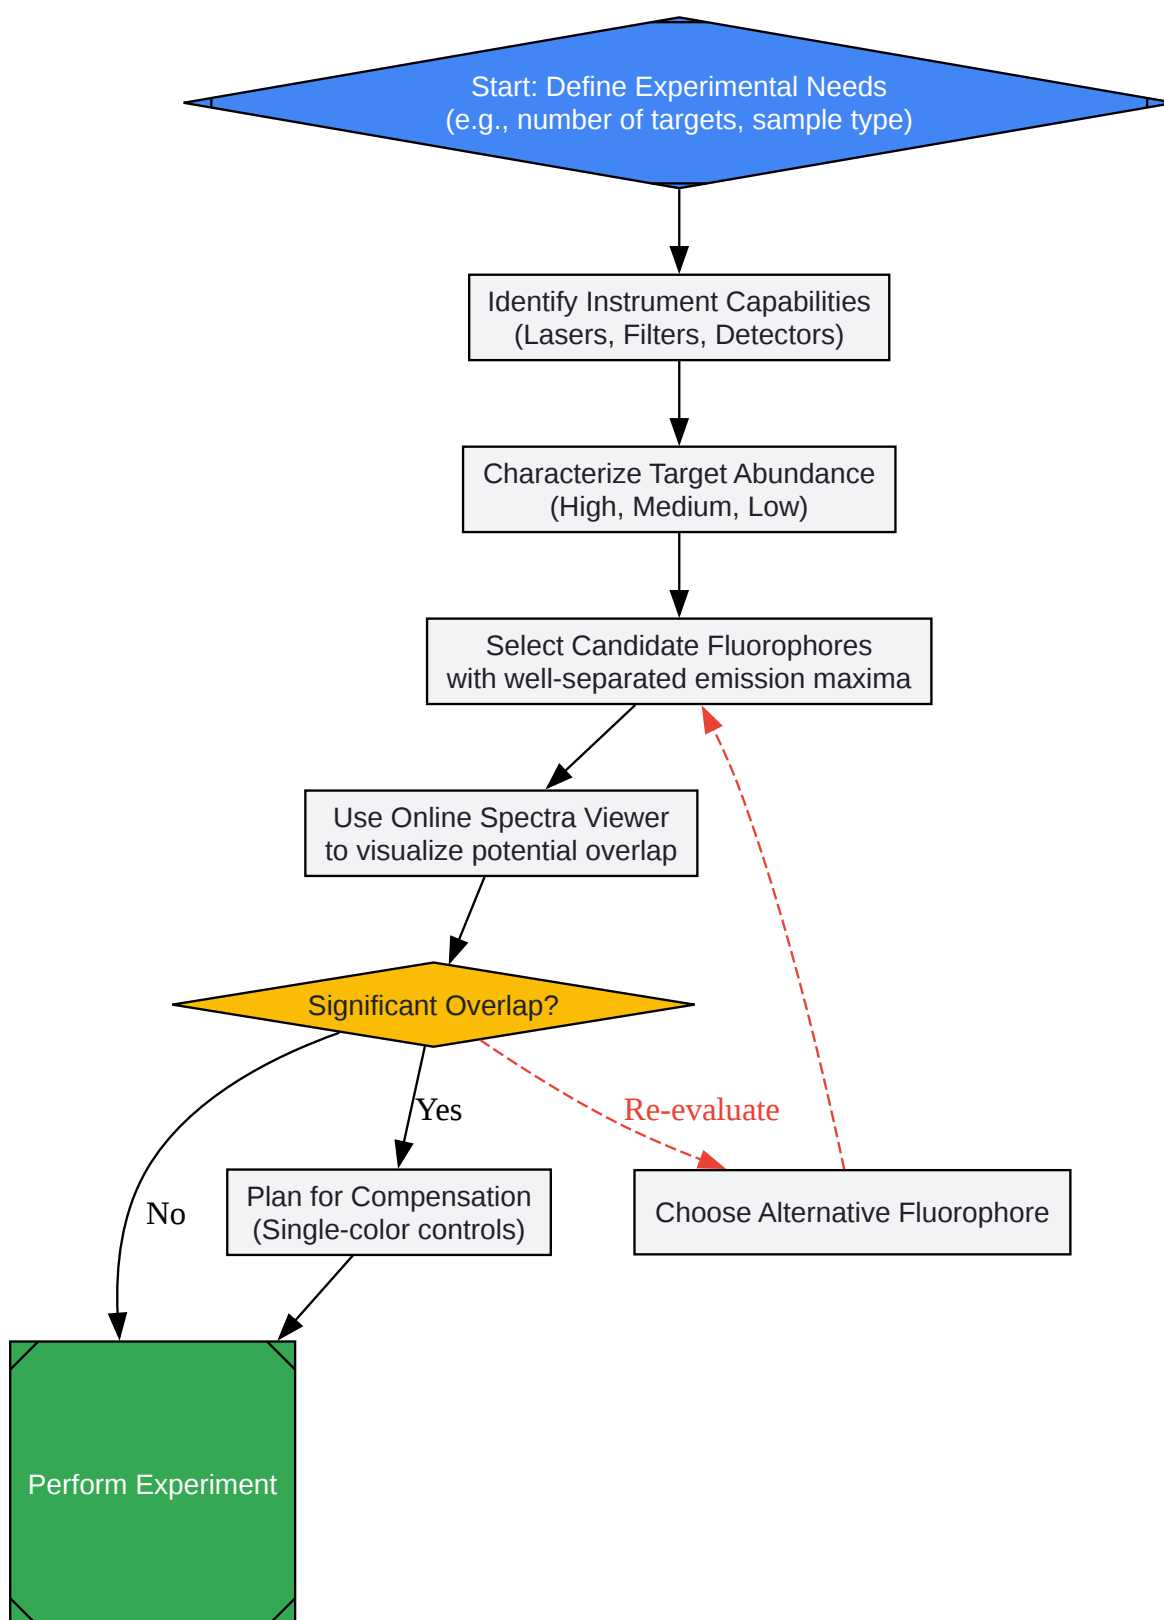 Start: Define Experimental Needs
(e.g., number of targets, sample type)
Identify Instrument Capabilities
(Lasers, Filters, Detectors)
Characterize Target Abundance
(High, Medium, Low)
Select Candidate Fluorophores
with well-separated emission maxima
Use Online Spectra Viewer
to visualize potential overlap
Significant Overlap?
Yes
Re-evaluate
No
Plan for Compensation
(Single-color controls)
Choose Alternative Fluorophore
Perform Experiment